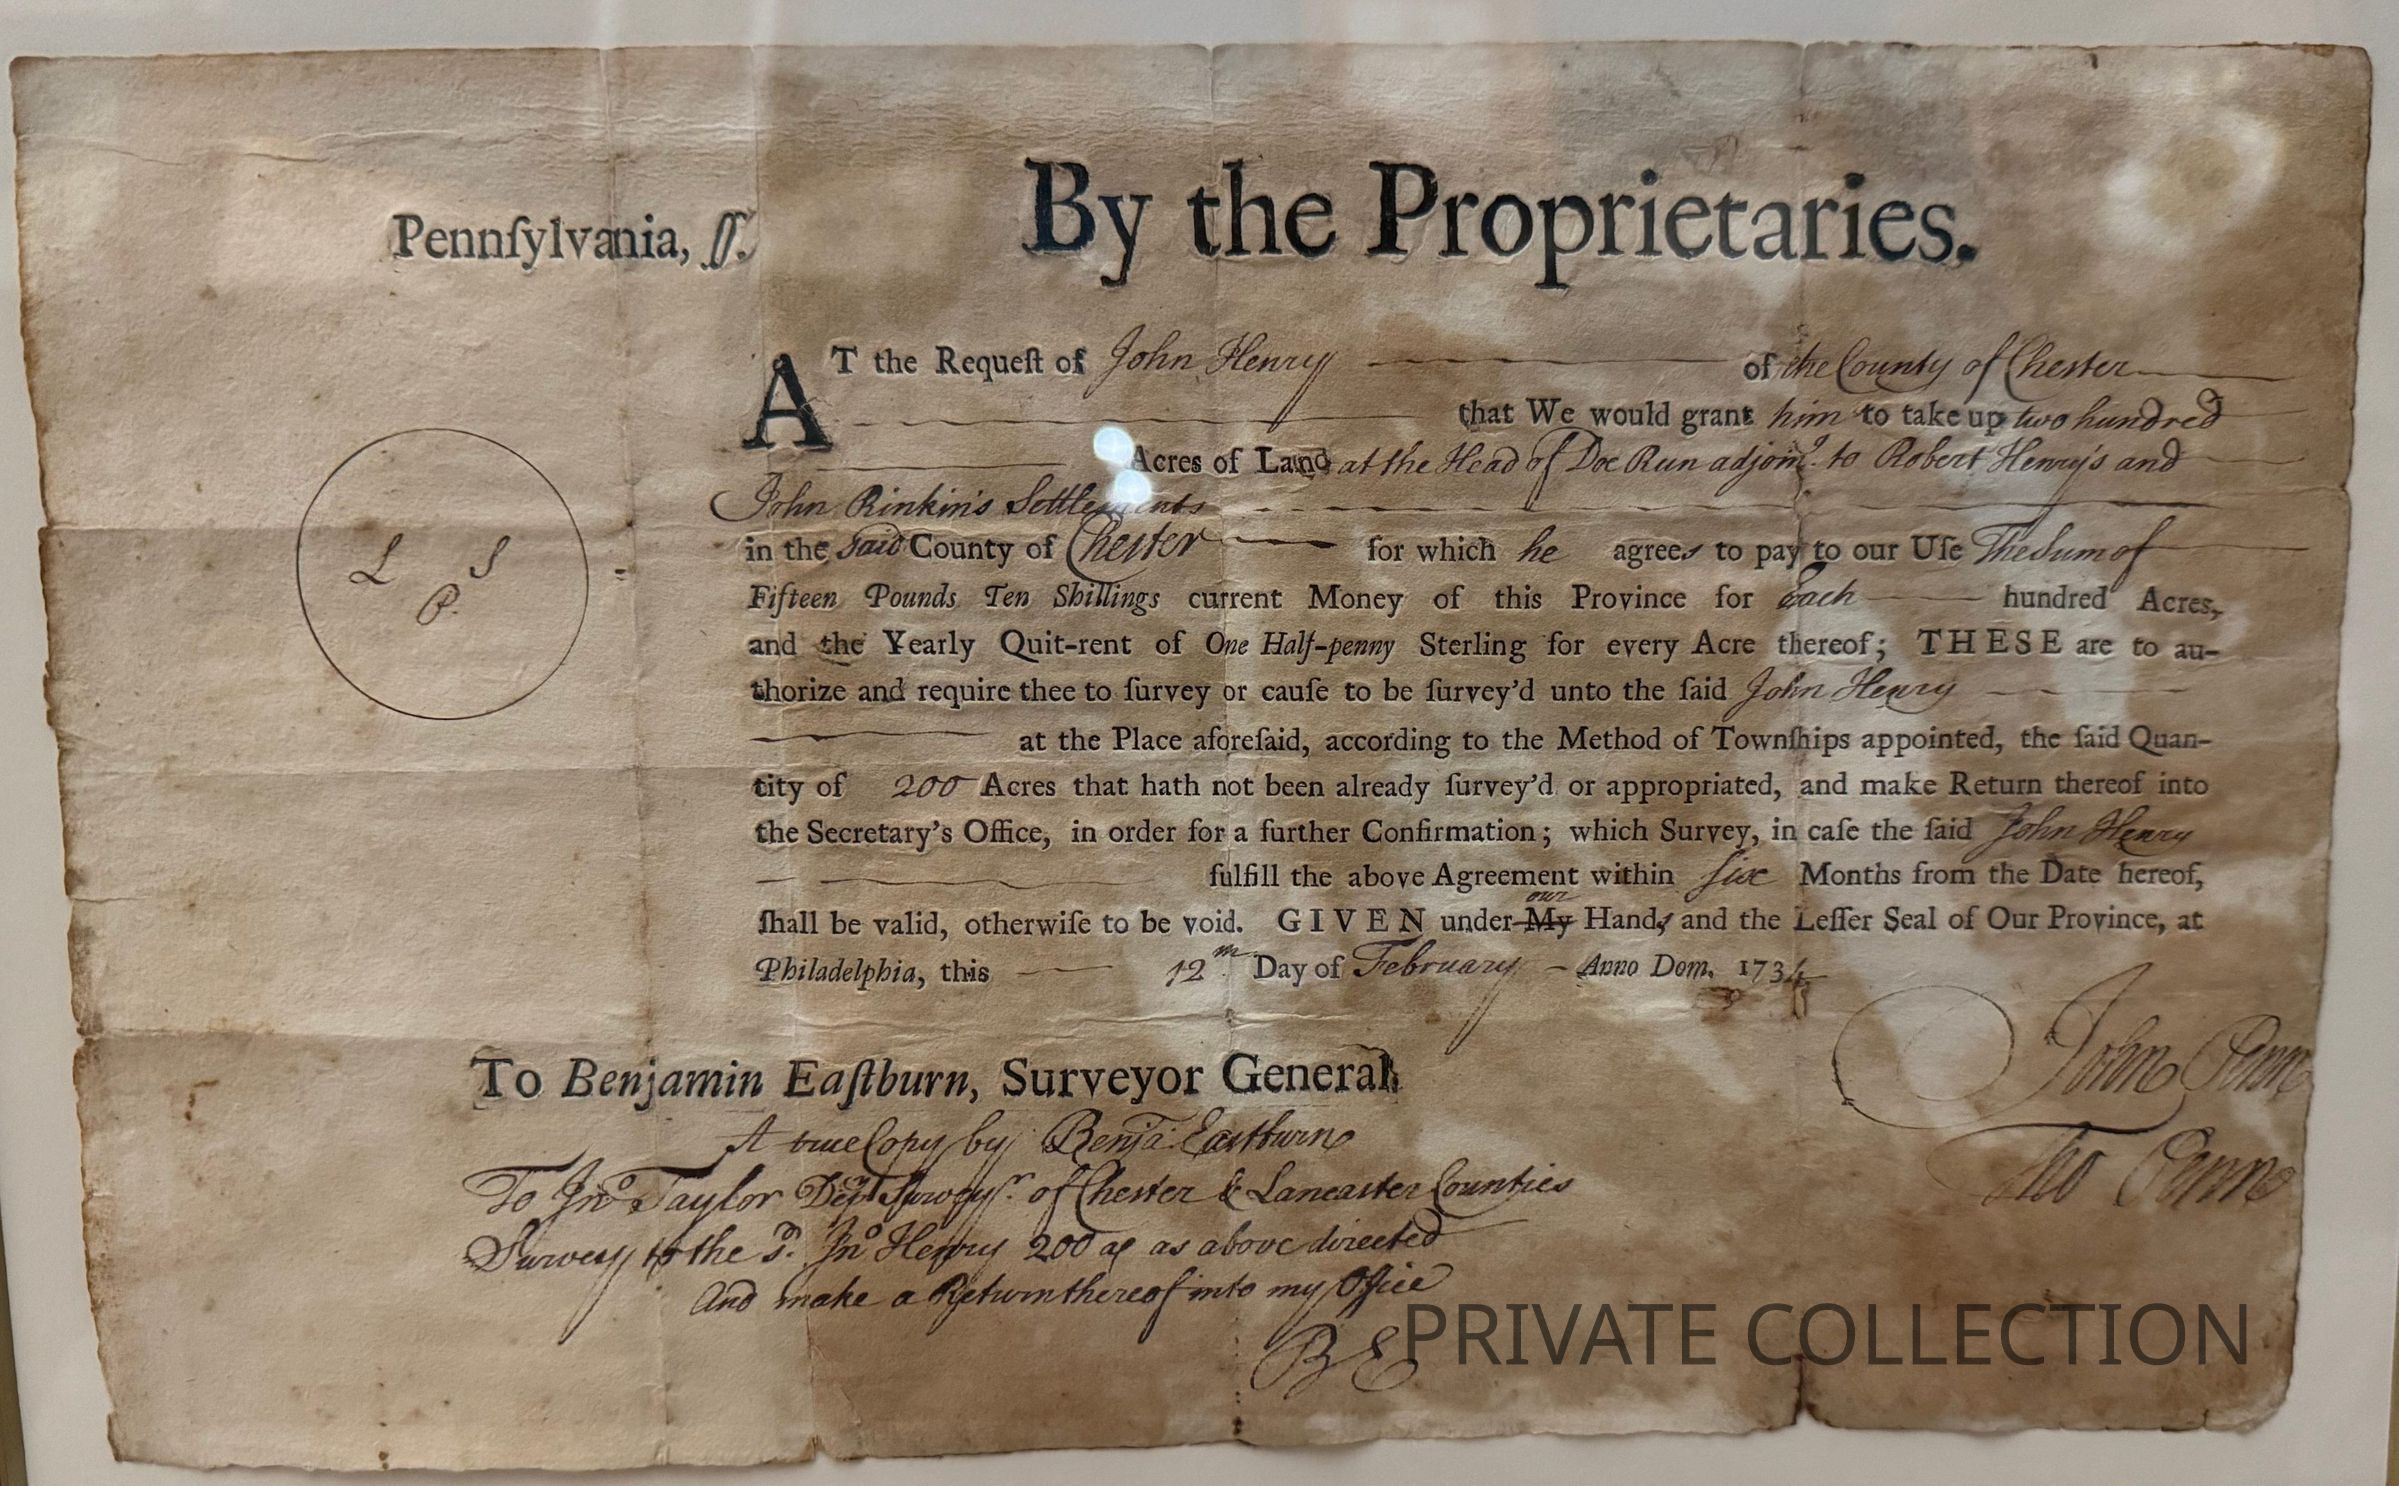 By the Proprietaries.
Pennſylvania, ſſ.
AT the Requeſt of John Henry of the County of Chester
that We would grant him to take up two hundred
Acres of Land at the Head of Doe Run adjoin.g to Robert Henry's and
John Rinkin's Settlements
in the said County of Chester for which he agrees to pay to our Uſe The Sum of
Fifteen Pounds Ten Shillings current Money of this Province for Each hundred Acres,
and the Yearly Quit-rent of One Half-penny Sterling for every Acre thereof; THESE are to au-
thorize and require thee to ſurvey or cauſe to be ſurvey'd unto the ſaid John Henry
at the Place aforeſaid, according to the Method of Townſhips appointed, the ſaid Quan-
tity of 200 Acres that hath not been already ſurvey'd or appropriated, and make Return thereof into
the Secretary's Office, in order for a further Confirmation; which Survey, in caſe the ſaid John Henry
fulfill the above Agreement within six Months from the Date hereof,
ſhall be valid, otherwiſe to be void. GIVEN under My our Hands and the Leſſer Seal of Our Province, at
Philadelphia, this 12th Day of February Anno Dom. 1734
L S
P.
John Penn
Tho Penn
To Benjamin Eaſtburn, Surveyor General.
A true Copy by Benja. Eastburn
To Jno Taylor Depty Surveyr. of Chester & Lancaster Counties
Survey to the sd. Jno Henry 200 as as above directed
And make a Return thereof into my Office
B E
PRIVATE COLLECTION